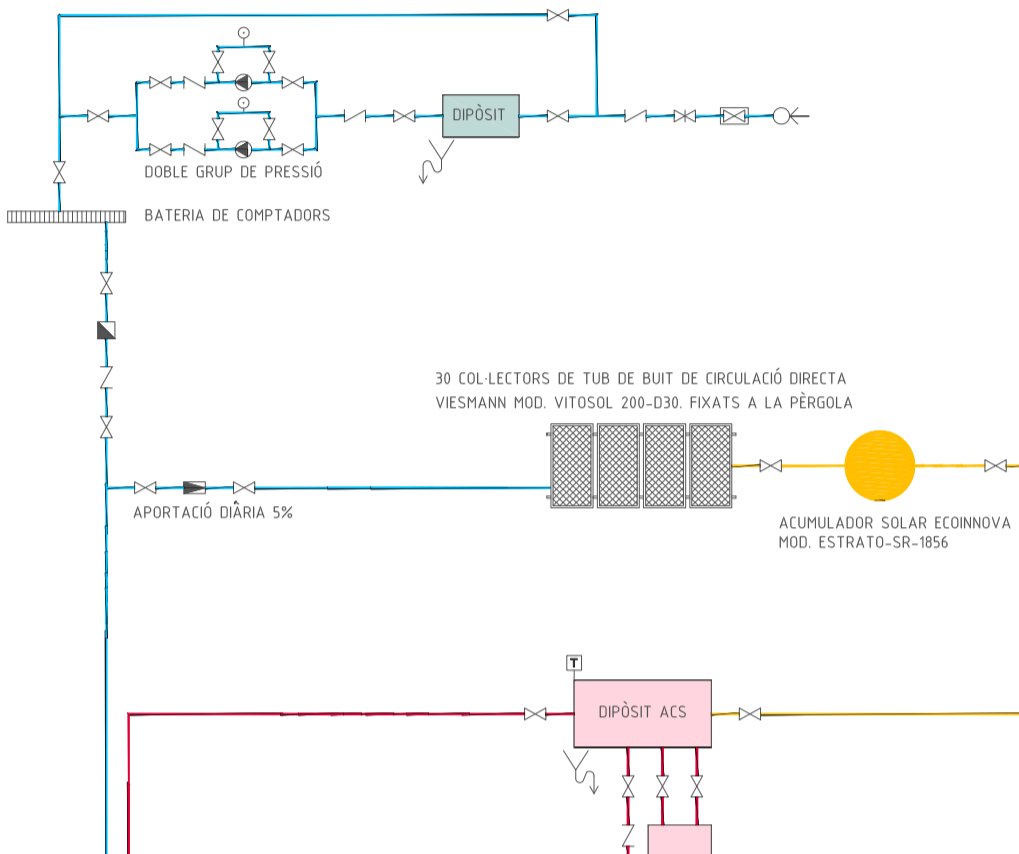 DIPÒSIT
DOBLE GRUP DE PRESSIÓ
BATERIA DE COMPTADORS
30 COL·LECTORS DE TUB DE BUIT DE CIRCULACIÓ DIRECTA
VIESMANN MOD. VITOSOL 200-D30. FIXATS A LA PÈRGOLA
APORTACIÓ DIÀRIA 5%
ACUMULADOR SOLAR ECOINNOVA
MOD. ESTRATO-SR-1856
T
DIPÒSIT ACS